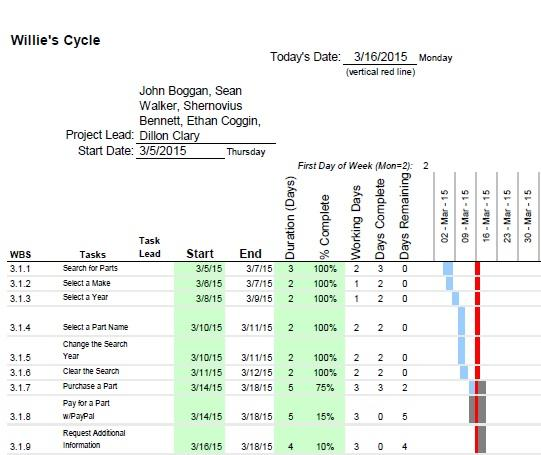 Willie's Cycle
Today's Date: 3/16/2015 Monday
(vertical red line)
John Boggan, Sean
Walker, Shernovius
Bennett, Ethan Coggin,
Project Lead: Dillon Clary
Start Date: 3/5/2015 Thursday
First Day of Week (Mon=2): 2
WBS Tasks Task Lead Start End Duration (Days) % Complete Working Days Days Complete Days Remaining 02 - Mar - 15 09 - Mar - 15 16 - Mar - 15 23 - Mar - 15 30 - Mar - 15
3.1.1 Search for Parts 3/5/15 3/7/15 3 100% 2 3 0
3.1.2 Select a Make 3/6/15 3/7/15 2 100% 1 2 0
3.1.3 Select a Year 3/8/15 3/9/15 2 100% 1 2 0
3.1.4 Select a Part Name 3/10/15 3/11/15 2 100% 2 2 0
Change the Search
3.1.5 Year 3/10/15 3/11/15 2 100% 2 2 0
3.1.6 Clear the Search 3/11/15 3/12/15 2 100% 2 2 0
3.1.7 Purchase a Part 3/14/15 3/18/15 5 75% 3 3 2
Pay for a Part
3.1.8 w/PayPal 3/14/15 3/18/15 5 15% 3 0 5
Request Additional
3.1.9 Information 3/16/15 3/18/15 4 10% 3 0 4